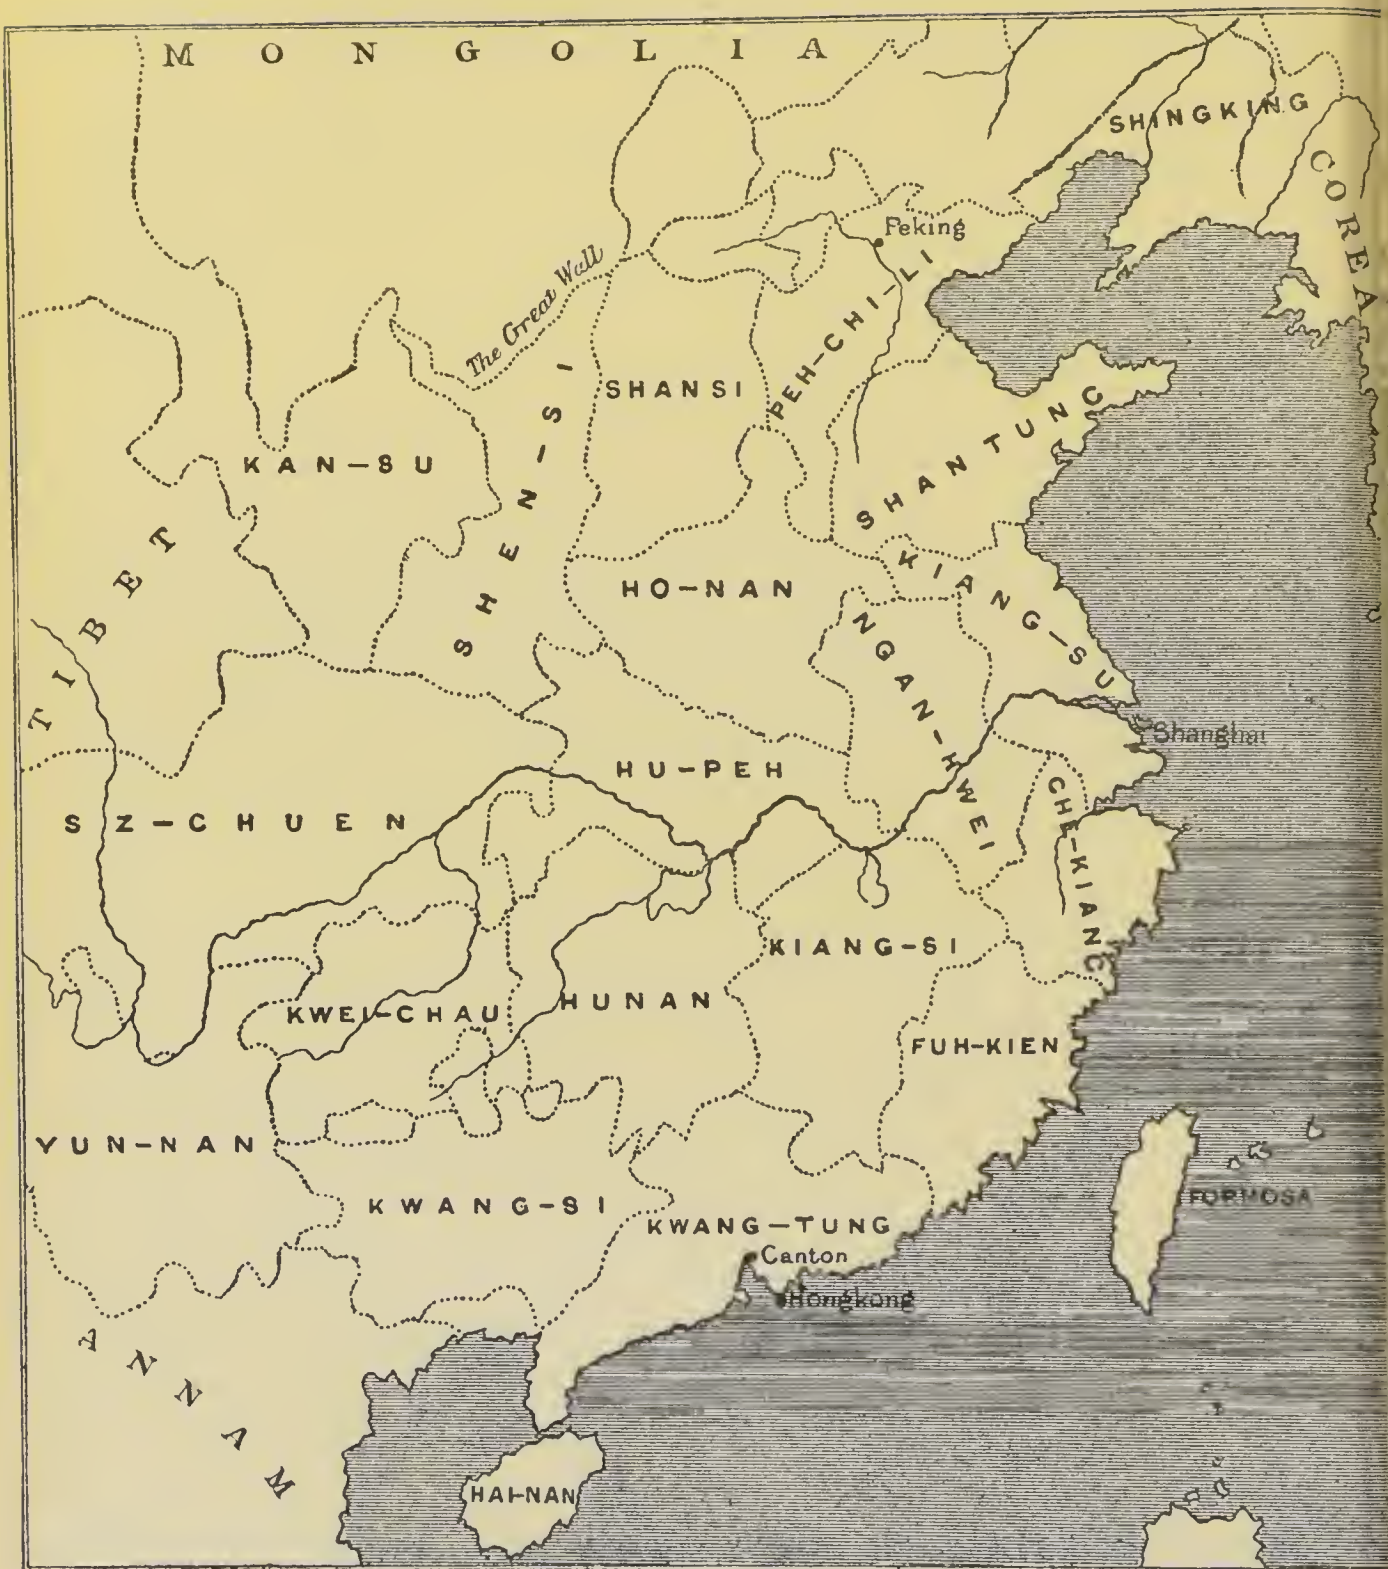 MONGOLIA
SHINGKING
COREA
Peking
The Great Wall
PEH-CHI-LI
SHANSI
SHEN-SI
KAN-SU
SHANTUNG
TIBET
HO-NAN
KIANG-SU
NGAN-HWEI
Shanghai
HU-PEH
SZ-CHUEN
CHE-KIANG
KIANG-SI
HUNAN
KWEI-CHAU
FUH-KIEN
YUN-NAN
KWANG-SI
FORMOSA
KWANG-TUNG
Canton
Hongkong
ANNAM
HAI-NAN